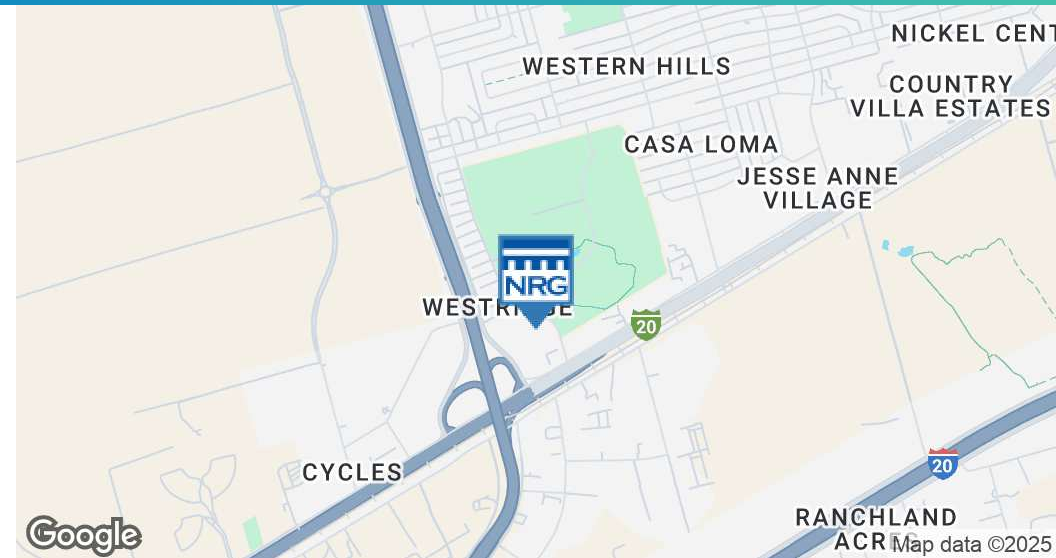 NICKEL CENT
WESTERN HILLS
COUNTRY
VILLA ESTATES
CASA LOMA
JESSE ANNE
VILLAGE
NRG
20
CYCLES
20
RANCHLAND
Google
Map data ©2025